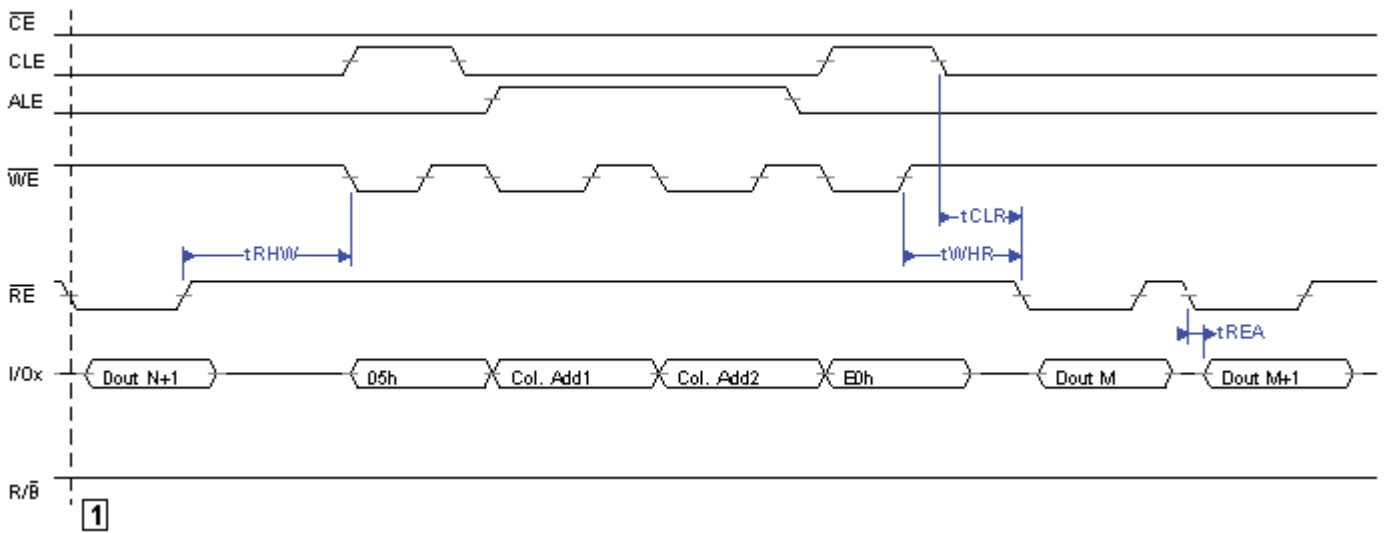 CE
CLE
ALE
WE
tCLR
tRHW
tWHR
RE
tREA
I/Ox
Dout N+1
05h
Col. Add1
Col. Add2
E0h
Dout M
Dout M+1
R/B
1